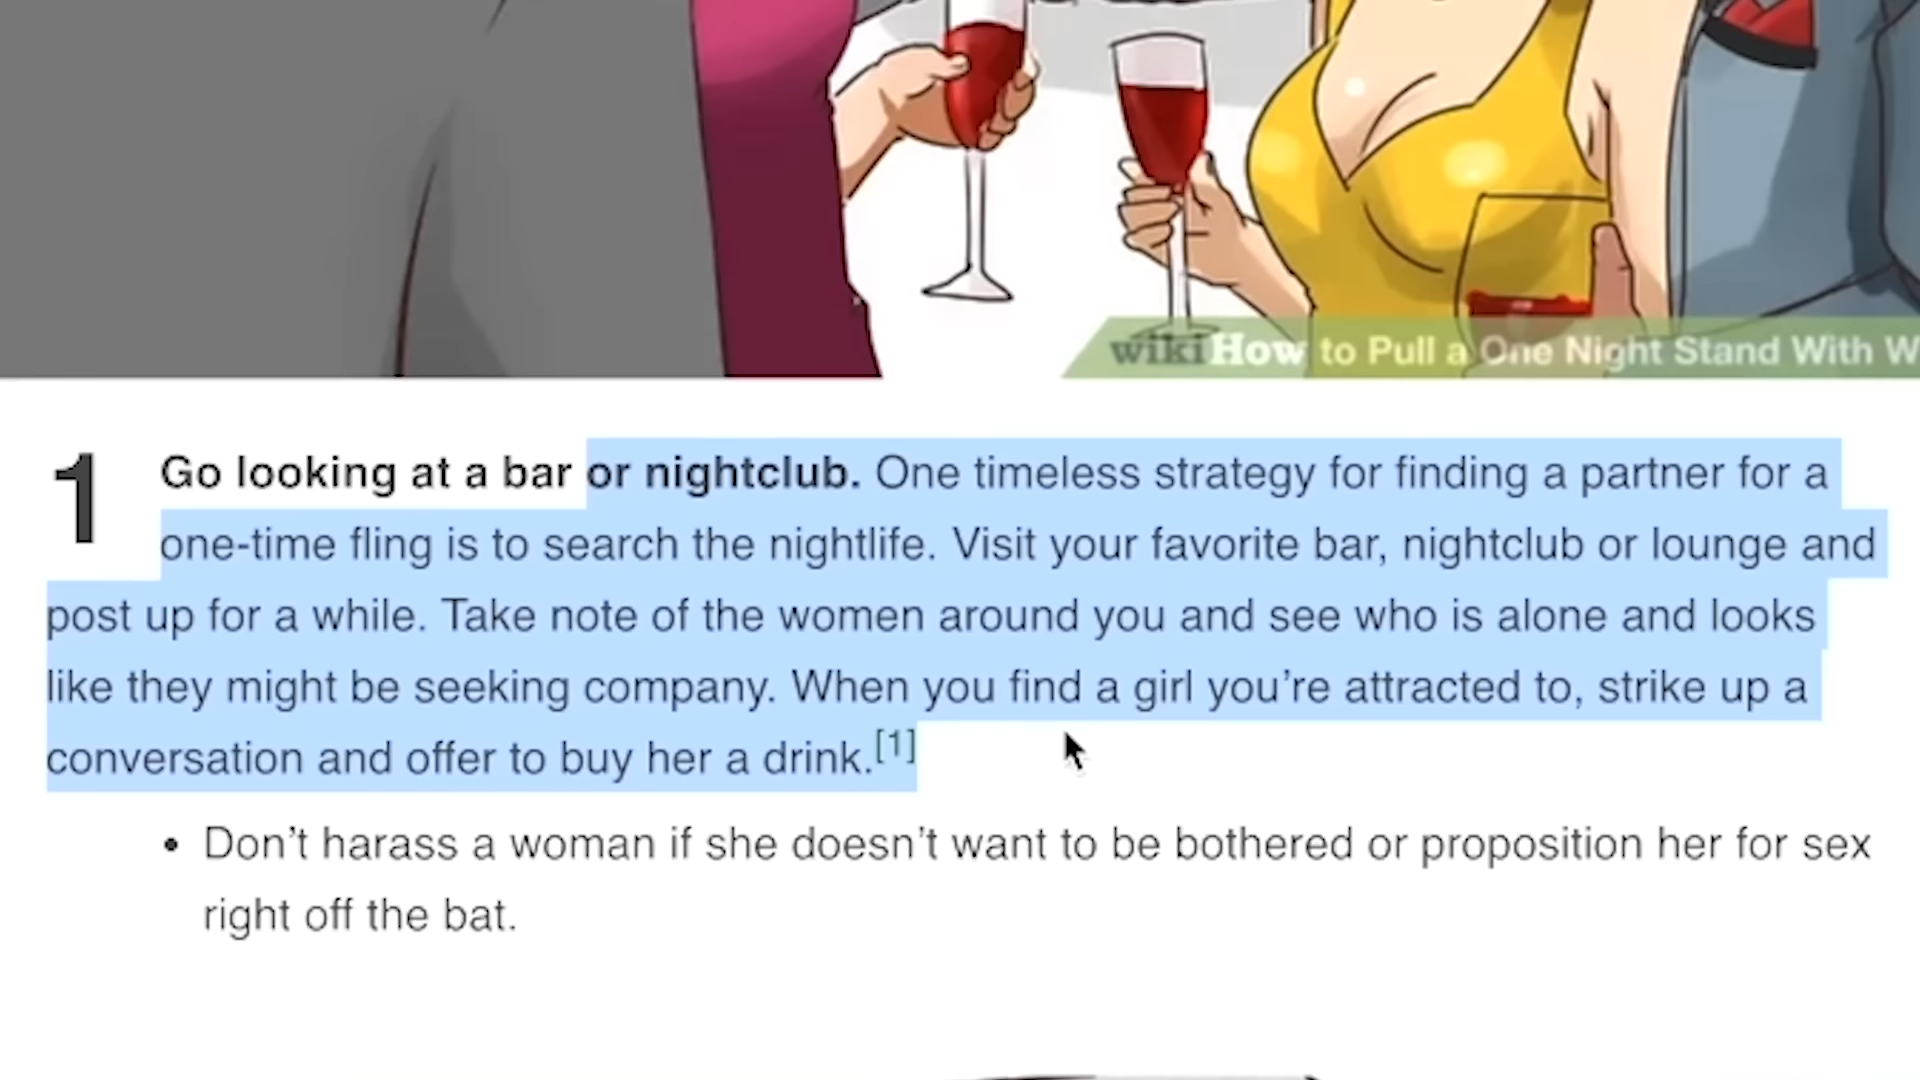 wikiHow to Pull a One Night Stand With W
1 Go looking at a bar or nightclub. One timeless strategy for finding a partner for a
one-time fling is to search the nightlife. Visit your favorite bar, nightclub or lounge and
post up for a while. Take note of the women around you and see who is alone and looks
like they might be seeking company. When you find a girl you're attracted to, strike up a
conversation and offer to buy her a drink.[1]
• Don't harass a woman if she doesn't want to be bothered or proposition her for sex
right off the bat.